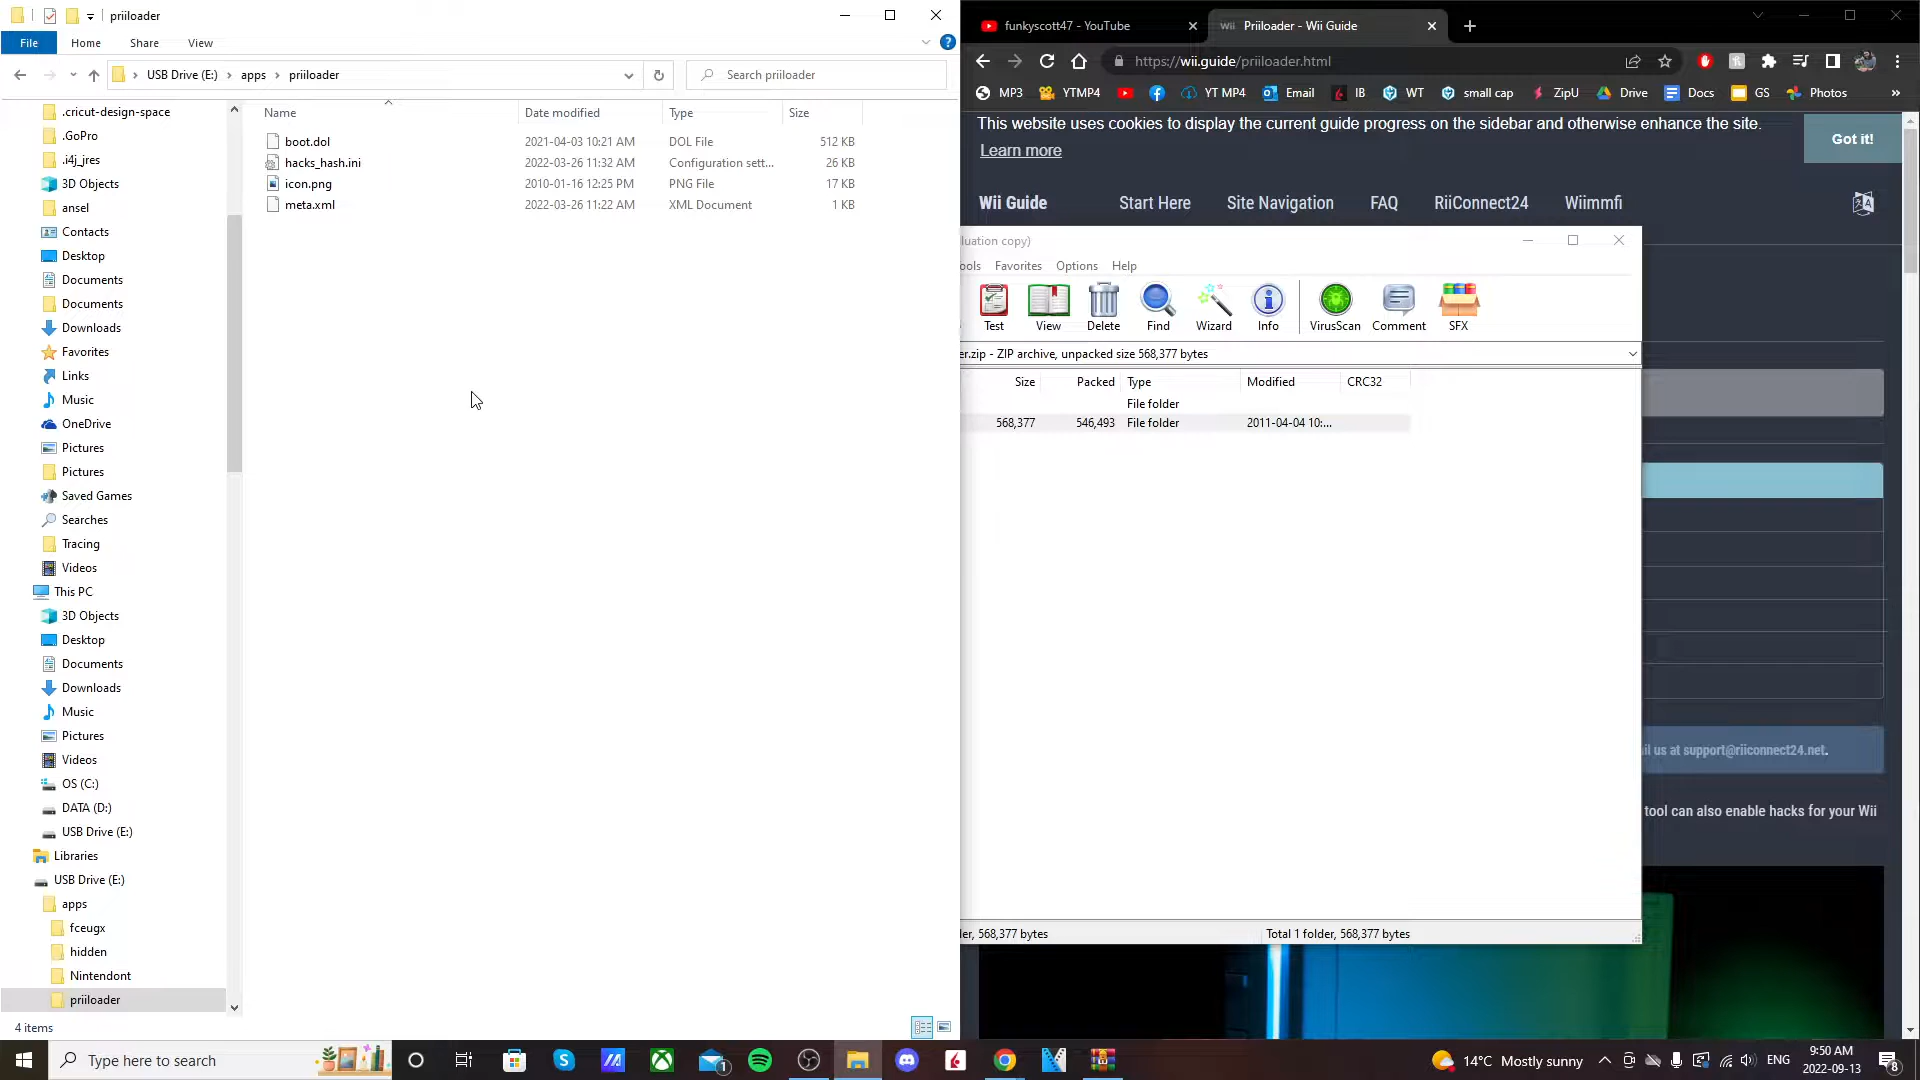 priiloader
File
Home
Share
View
USB Drive (E:) > apps > priiloader
Search priiloader
.cricut-design-space
.GoPro
.i4j_jres
3D Objects
ansel
Contacts
Desktop
Documents
Documents
Downloads
Favorites
Links
Music
OneDrive
Pictures
Pictures
Saved Games
Searches
Tracing
Videos
This PC
3D Objects
Desktop
Documents
Downloads
Music
Pictures
Videos
OS (C:)
DATA (D:)
USB Drive (E:)
Libraries
USB Drive (E:)
apps
fceugx
hidden
Nintendont
priiloader
4 items
Name Date modified Type Size
boot.dol 2021-04-03 10:21 AM DOL File 512 KB
hacks_hash.ini 2022-03-26 11:32 AM Configuration sett... 26 KB
icon.png 2010-01-16 12:25 PM PNG File 17 KB
meta.xml 2022-03-26 11:22 AM XML Document 1 KB
funkyscott47 - YouTube
Wii Priiloader - Wii Guide
https://wii.guide/priiloader.html
MP3 YTMP4 YT MP4 Email IB WT small cap ZipU Drive Docs GS Photos »
This website uses cookies to display the current guide progress on the sidebar and otherwise enhance the site.
Learn more
Got it!
Wii Guide Start Here Site Navigation FAQ RiiConnect24 Wiimmfi
luation copy)
ools Favorites Options Help
Test View Delete Find Wizard Info VirusScan Comment SFX
er.zip - ZIP archive, unpacked size 568,377 bytes
Size Packed Type Modified CRC32
File folder
568,377 546,493 File folder 2011-04-04 10:...
il us at support@riiconnect24.net.
tool can also enable hacks for your Wii
ler, 568,377 bytes
Total 1 folder, 568,377 bytes
Type here to search
1
14°C Mostly sunny
ENG
9:50 AM
2022-09-13
8